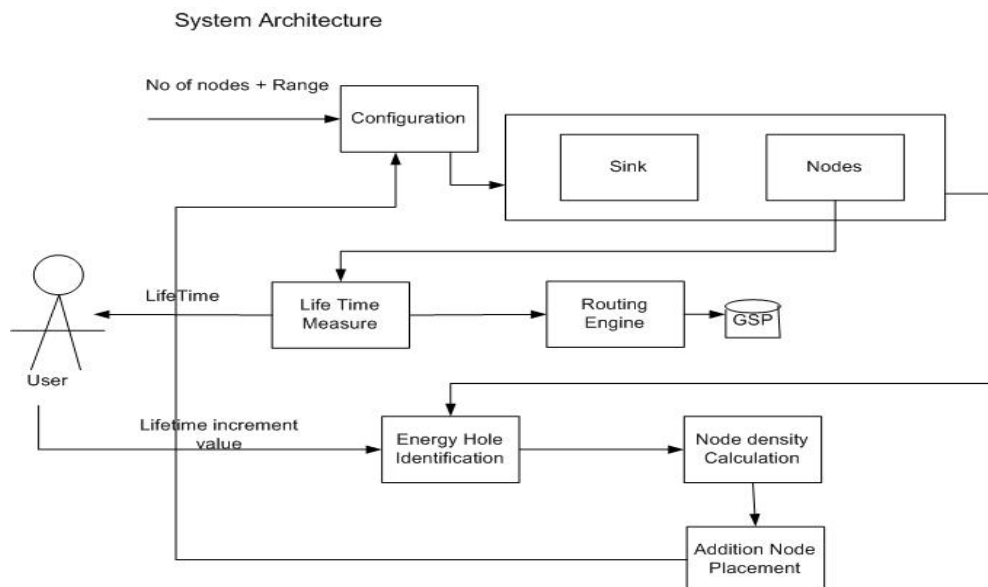 System Architecture
No of nodes + Range
Configuration
Sink
Nodes
LifeTime
Life Time
Measure
Routing
Engine
GSP
User
Lifetime increment
value
Energy Hole
Identification
Node density
Calculation
Addition Node
Placement